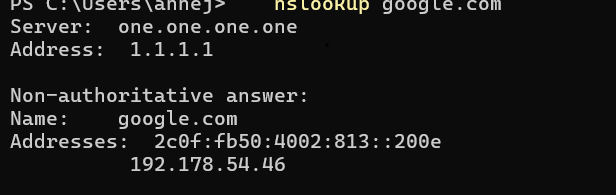 PS C:\Users\annej> nslookup google.com
Server: one.one.one.one
Address: 1.1.1.1
Non-authoritative answer:
Name: google.com
Addresses: 2c0f:fb50:4002:813::200e
192.178.54.46